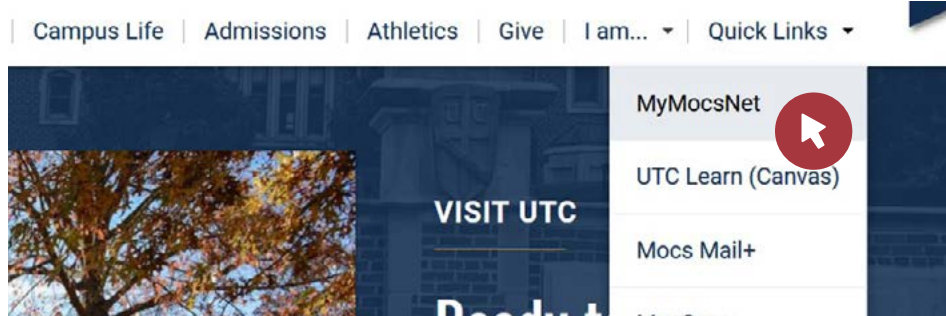 Campus Life | Admissions | Athletics | Give | I am... | Quick Links
MyMocsNet
UTC Learn (Canvas)
VISIT UTC
Mocs Mail+